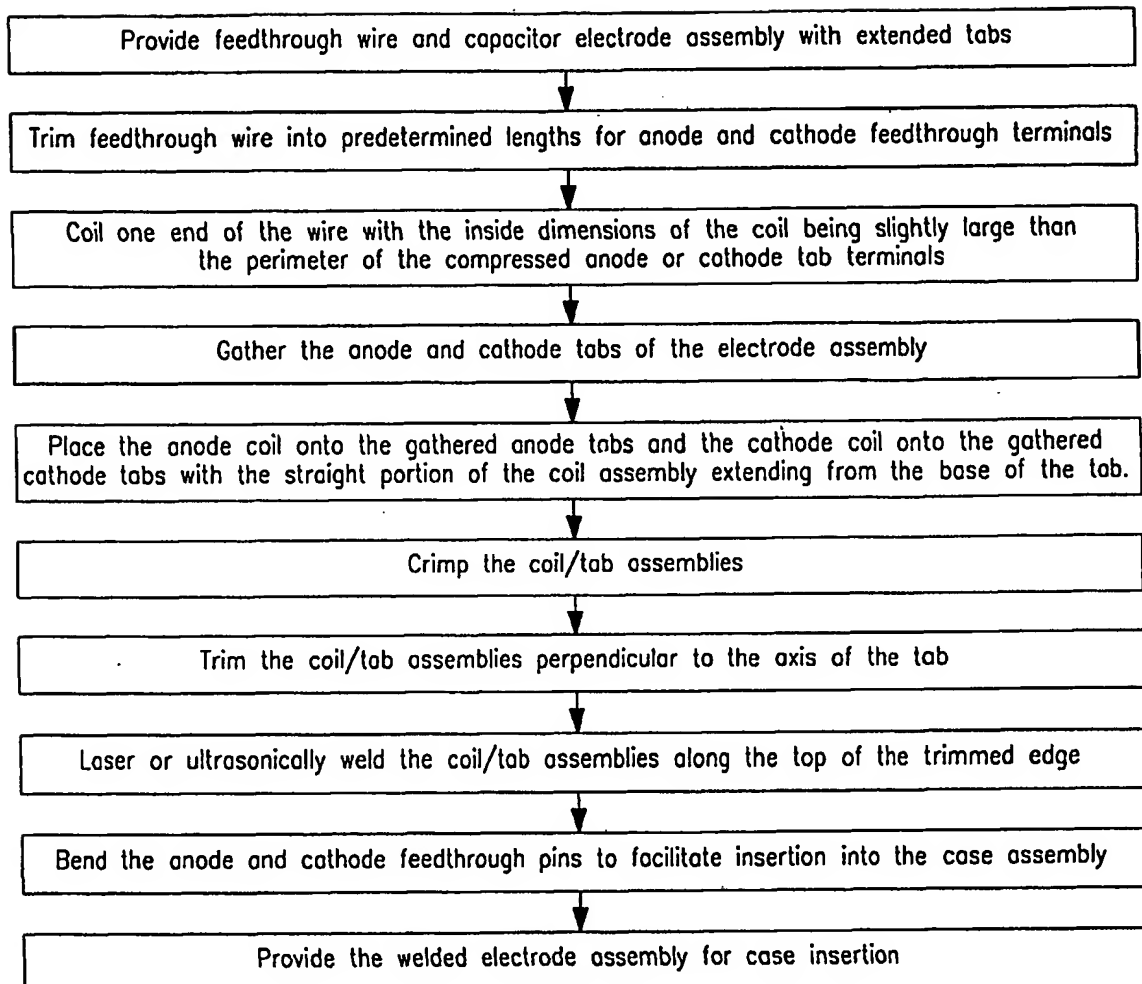 Provide feedthrough wire and capacitor electrode assembly with extended tabs
Trim feedthrough wire into predetermined lengths for anode and cathode feedthrough terminals
Coil one end of the wire with the inside dimensions of the coil being slightly large than
the perimeter of the compressed anode or cathode tab terminals
Gather the anode and cathode tabs of the electrode assembly
Place the anode coil onto the gathered anode tabs and the cathode coil onto the gathered
cathode tabs with the straight portion of the coil assembly extending from the base of the tab.
Crimp the coil/tab assemblies
Trim the coil/tab assemblies perpendicular to the axis of the tab
Laser or ultrasonically weld the coil/tab assemblies along the top of the trimmed edge
Bend the anode and cathode feedthrough pins to facilitate insertion into the case assembly
Provide the welded electrode assembly for case insertion